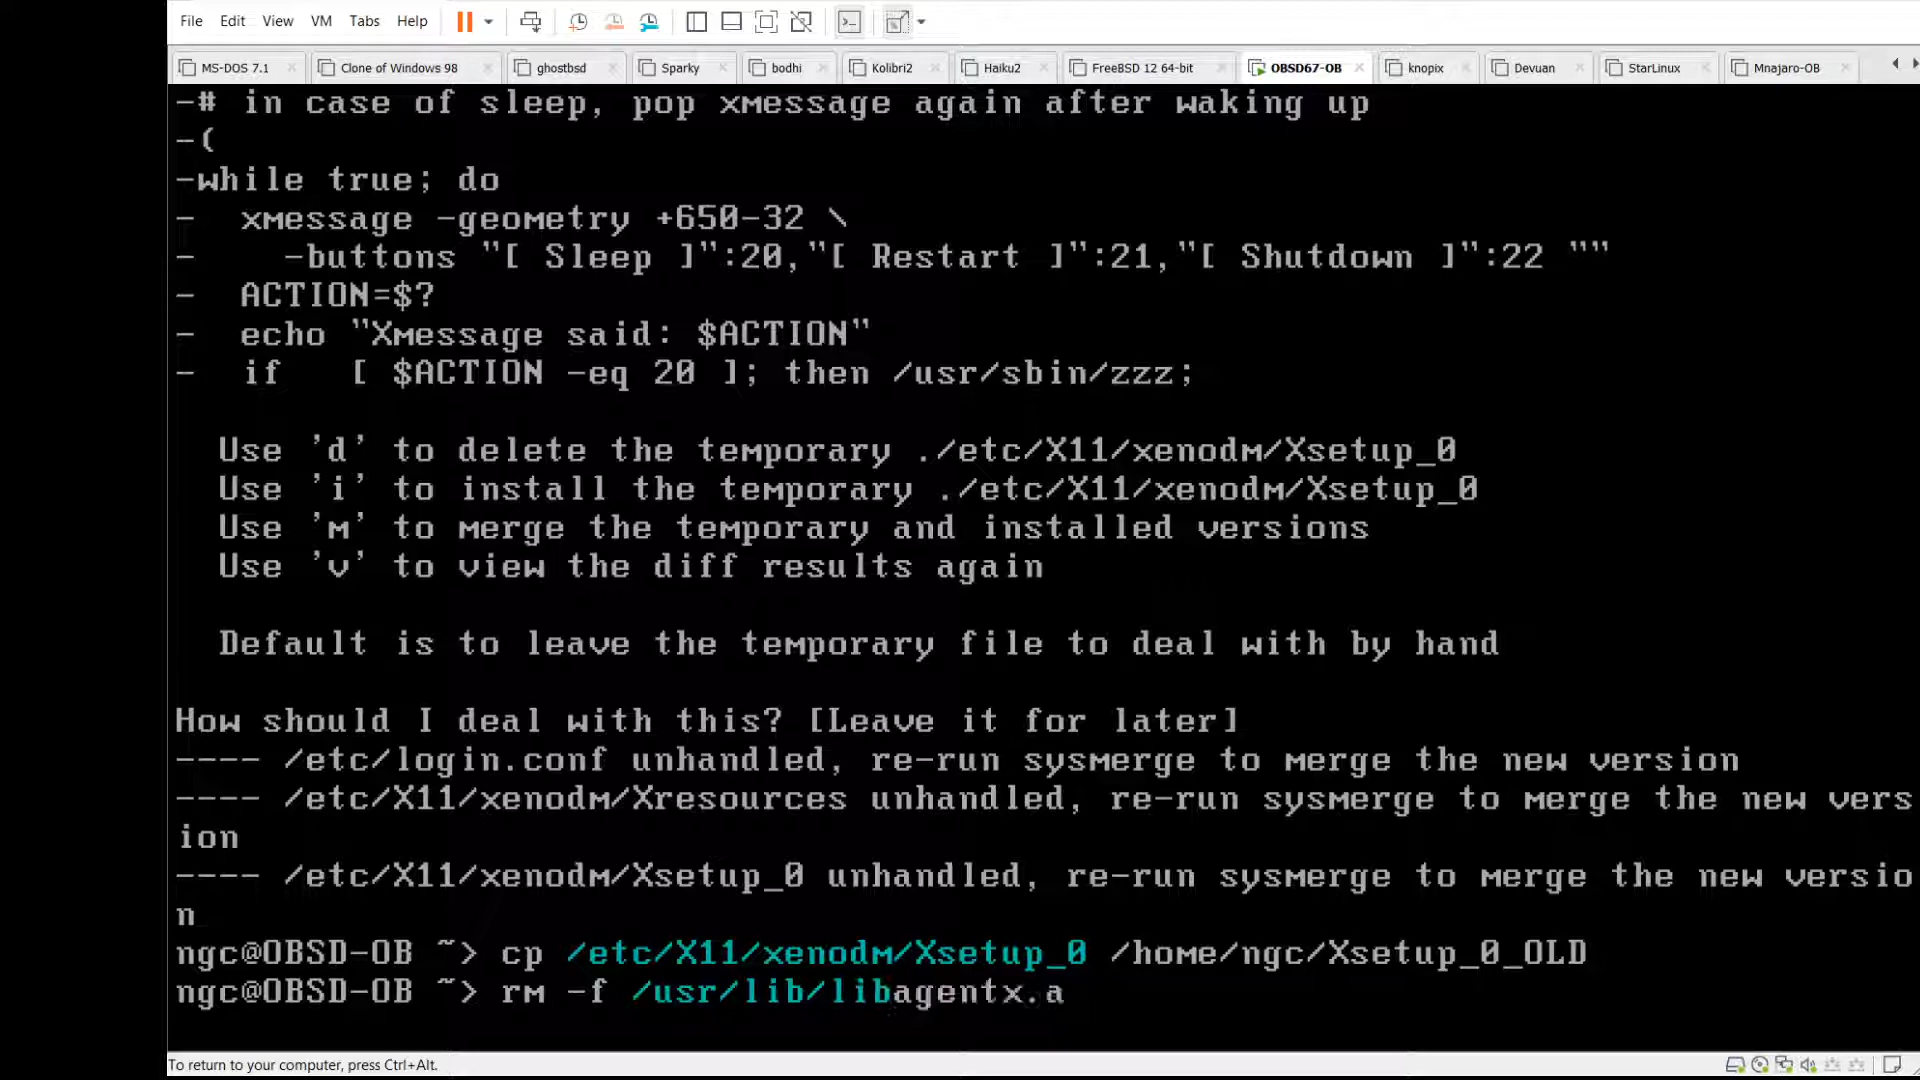 File Edit View VM Tabs Help
MS-DOS 7.1 Clone of Windows 98 ghostbsd Sparky bodhi Kolibri2 Haiku2 FreeBSD 12 64-bit OBSD67-OB knopix Devuan StarLinux Mnajaro-OB
-# in case of sleep, pop xmessage again after waking up
-(
-while true; do
-  xmessage -geometry +650-32 \
-    -buttons "[ Sleep ]":20,"[ Restart ]":21,"[ Shutdown ]":22 ""
-  ACTION=$?
-  echo "Xmessage said: $ACTION"
-  if   [ $ACTION -eq 20 ]; then /usr/sbin/zzz;
Use 'd' to delete the temporary ./etc/X11/xenodm/Xsetup_0
Use 'i' to install the temporary ./etc/X11/xenodm/Xsetup_0
Use 'm' to merge the temporary and installed versions
Use 'v' to view the diff results again
Default is to leave the temporary file to deal with by hand
How should I deal with this? [Leave it for later]
---- /etc/login.conf unhandled, re-run sysmerge to merge the new version
---- /etc/X11/xenodm/Xresources unhandled, re-run sysmerge to merge the new vers
ion
---- /etc/X11/xenodm/Xsetup_0 unhandled, re-run sysmerge to merge the new versio
n
ngc@OBSD-OB ~> cp /etc/X11/xenodm/Xsetup_0 /home/ngc/Xsetup_0_OLD
ngc@OBSD-OB ~> rm -f /usr/lib/libagentx.a
To return to your computer, press Ctrl+Alt.